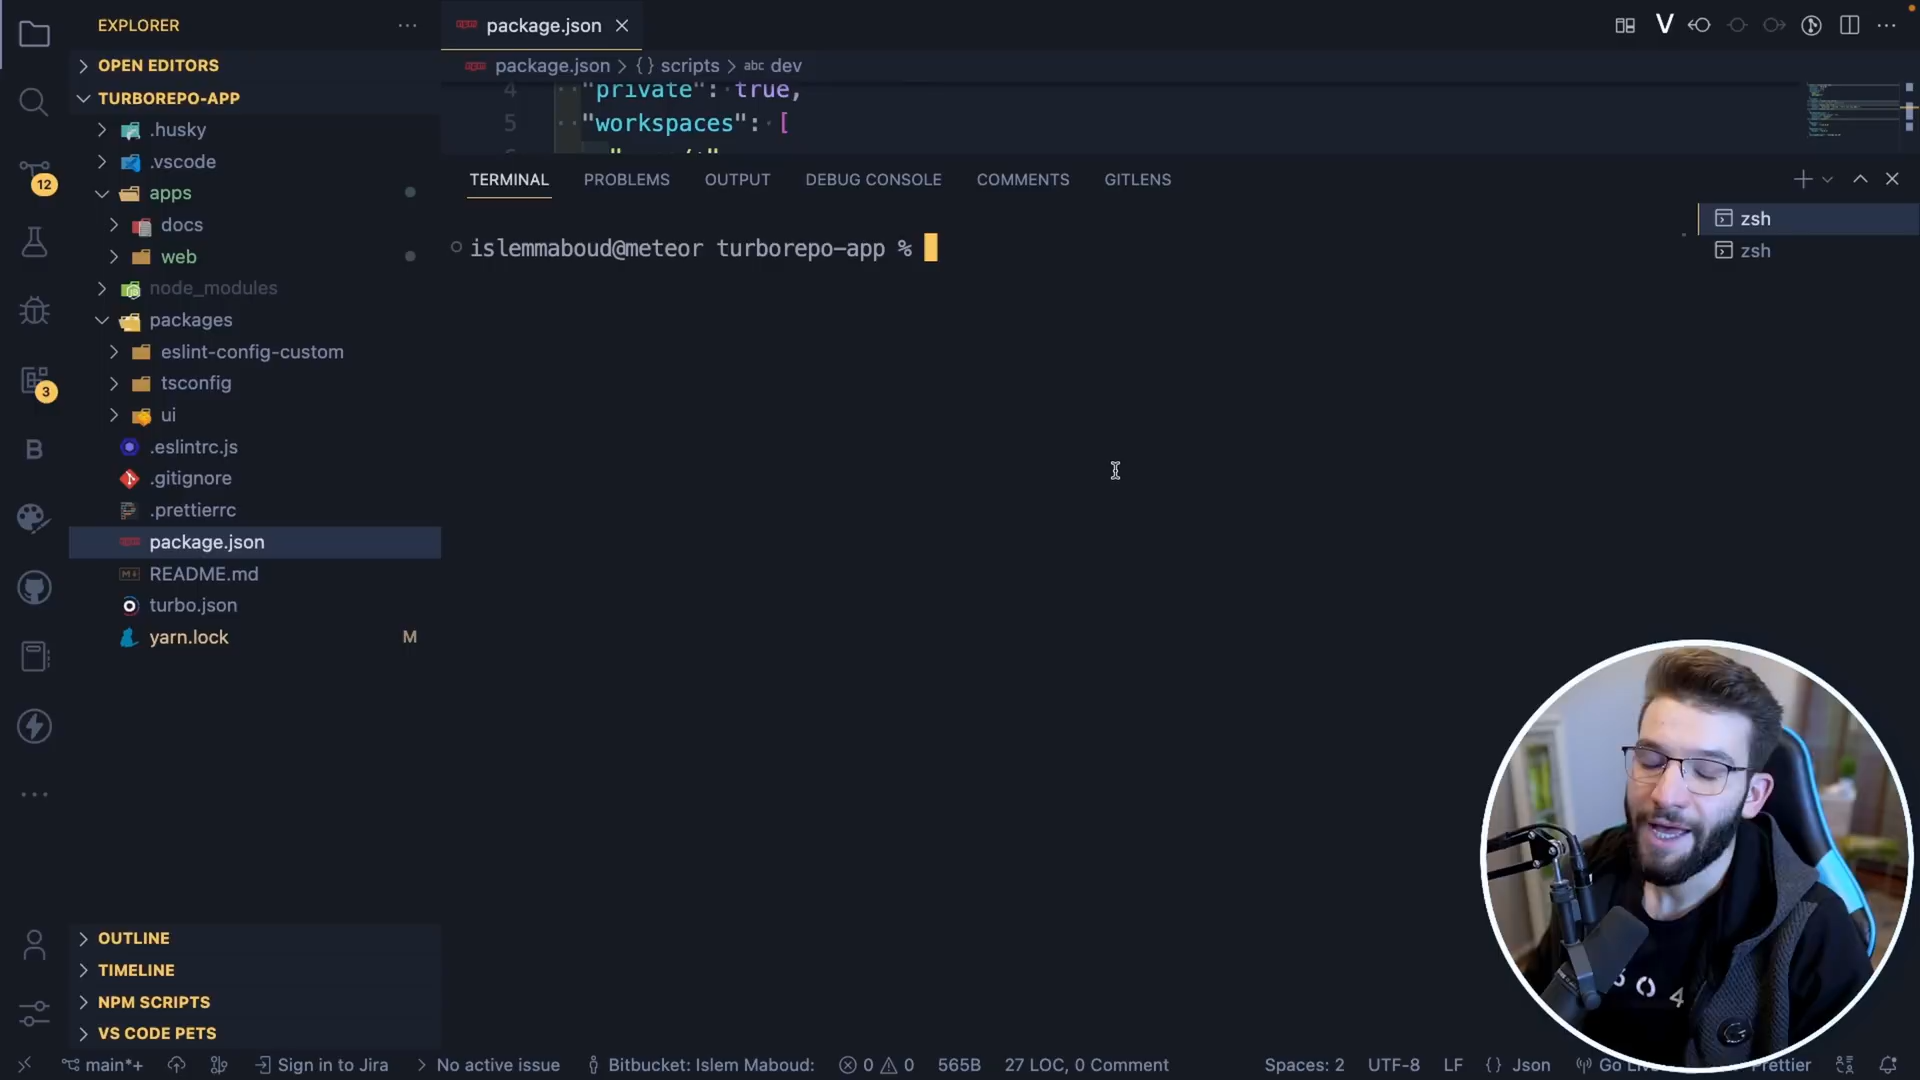 EXPLORER
OPEN EDITORS
TURBOREPO-APP
.husky
.vscode
apps
docs
web
node_modules
packages
eslint-config-custom
tsconfig
ui
.eslintrc.js
.gitignore
.prettierrc
package.json
README.md
turbo.json
yarn.lock M
OUTLINE
TIMELINE
NPM SCRIPTS
VS CODE PETS
12
3
B
package.json
V
package.json > {} scripts > abc dev
4 "private": true,
5 "workspaces": [
TERMINAL PROBLEMS OUTPUT DEBUG CONSOLE COMMENTS GITLENS
islemmaboud@meteor turborepo-app %
zsh
zsh
main*+ Sign in to Jira No active issue Bitbucket: Islem Maboud: 0 0 565B 27 LOC, 0 Comment Spaces: 2 UTF-8 LF {} Json Prettier